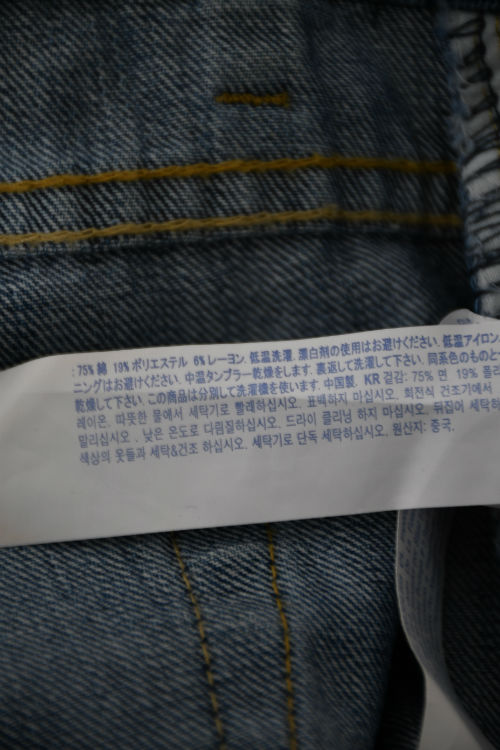 : 75% 綿 19% ポリエステル 6% レーヨン. 低温洗濯. 漂白剤の使用はお避けください. 低温アイロン.
ニングはお避けください. 中温タンブラー乾燥をします. 裏返して洗濯して下さい. 同系色のものと一
乾燥して下さい. この商品は分別して洗濯機を使います. 中国製. KR 겉감: 75% 면 19% 폴리
레이온. 따뜻한 물에서 세탁기로 빨래하십시오. 표백하지 마십시오. 회전식 건조기에서
말리십시오 . 낮은 온도로 다림질하십시오. 드라이 클리닝 하지 마십시오. 뒤집어 세탁하
색상의 옷들과 세탁&건조 하십시오. 세탁기로 단독 세탁하십시오. 원산지: 중국.